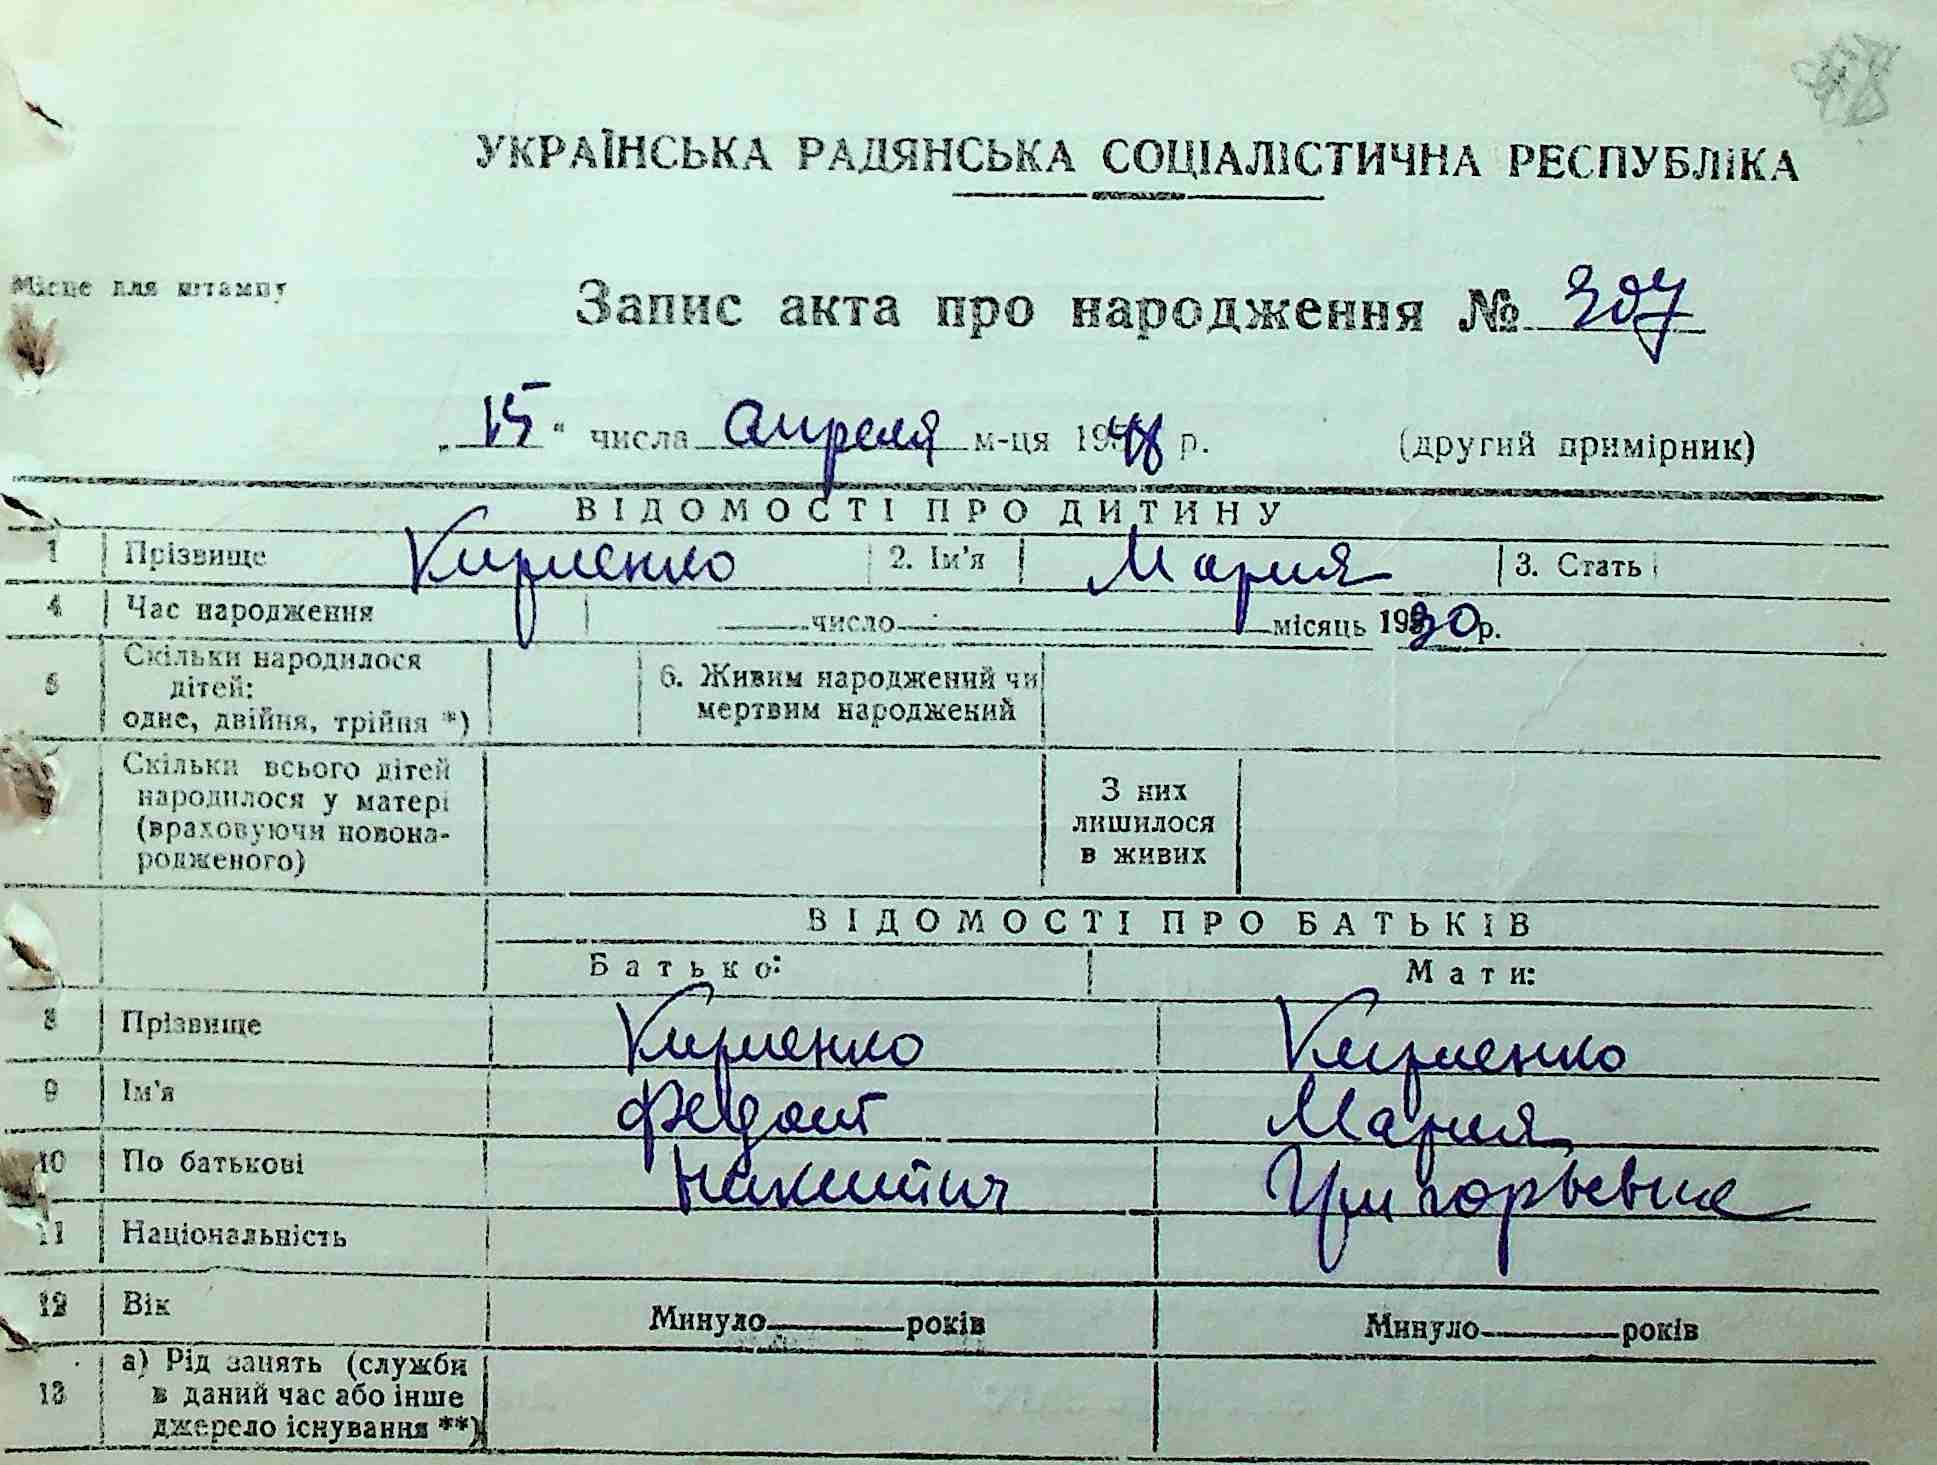 УКРАЇНСЬКА РАДЯНСЬКА СОЦІАЛІСТИЧНА РЕСПУБЛІКА
Місце для штампу
Запис акта про народження № 307
„15“ числа апреля м-ця 1948 р. (другий примірник)
ВІДОМОСТІ ПРО ДИТИНУ
1 Прізвище Кириенко 2. Ім'я Мария 3. Стать
4 Час народження число місяць 1930 р.
5 Скільки народилося дітей: одне, двійня, трійня *) 6. Живим народжений чи мертвим народжений
Скільки всього дітей народилося у матері (враховуючи новонародженого) З них лишилося в живих
ВІДОМОСТІ ПРО БАТЬКІВ
Батько: Мати:
8 Прізвище Кириенко Кириенко
9 Ім'я Федот Мария
10 По батькові Никитич Григорьевна
11 Національність
12 Вік Минуло років Минуло років
13 а) Рід занять (служби в даний час або інше джерело існування **)